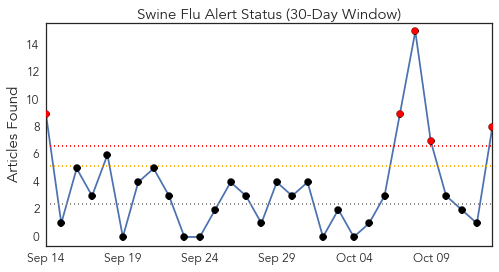 Swine Flu Alert Status (30-Day Window)
Articles Found
14
12
10
8
6
4
2
0
Sep 14 Sep 19 Sep 24 Sep 29 Oct 04 Oct 09